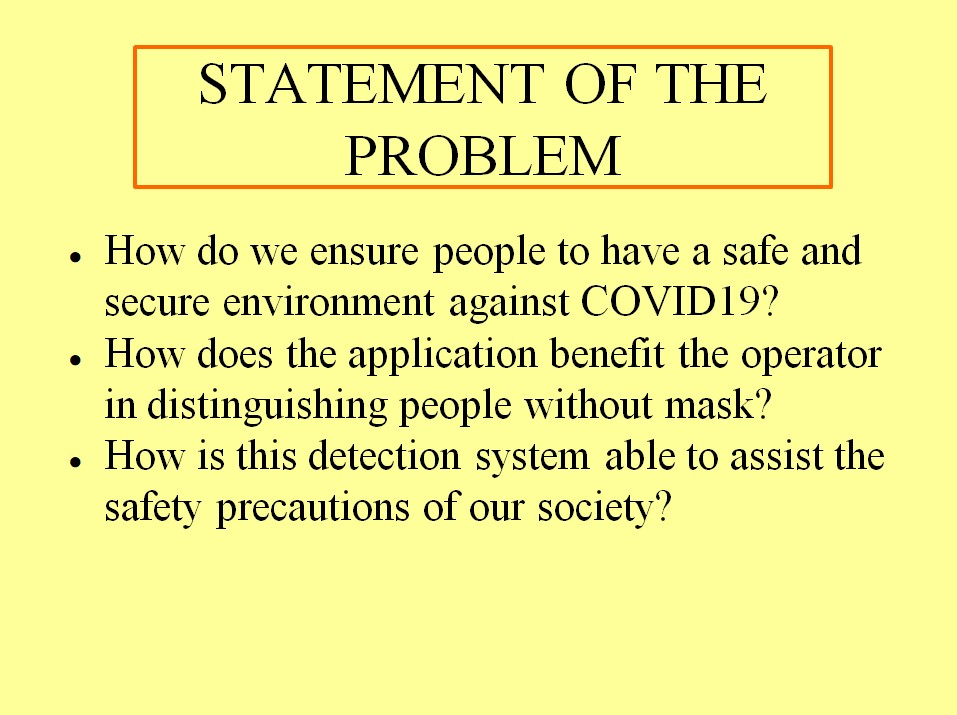 STATEMENT OF THE
PROBLEM
• How do we ensure people to have a safe and
secure environment against COVID19?
• How does the application benefit the operator
in distinguishing people without mask?
• How is this detection system able to assist the
safety precautions of our society?